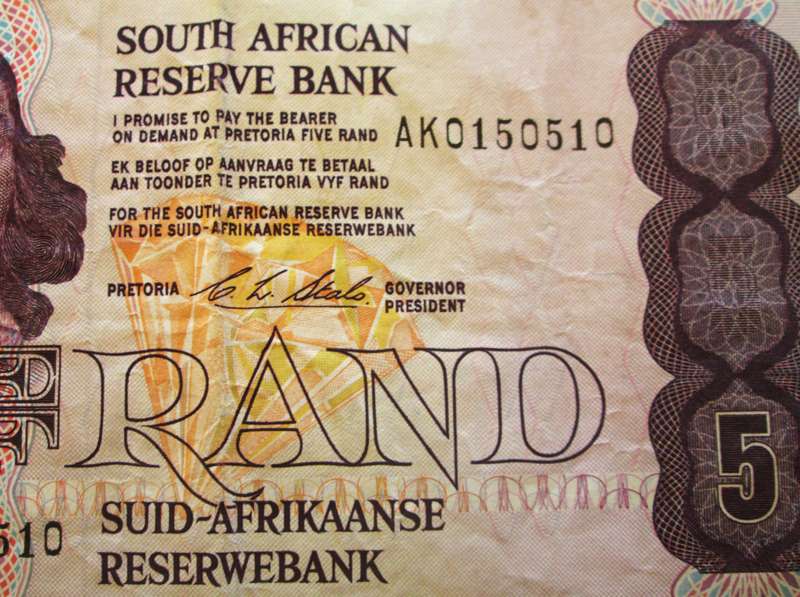 SOUTH AFRICAN
RESERVE BANK
I PROMISE TO PAY THE BEARER
ON DEMAND AT PRETORIA FIVE RAND
AK0150510
EK BELOOF OP AANVRAAG TE BETAAL
AAN TOONDER TE PRETORIA VYF RAND
FOR THE SOUTH AFRICAN RESERVE BANK
VIR DIE SUID-AFRIKAANSE RESERWEBANK
PRETORIA C. L. Stals. GOVERNOR
PRESIDENT
RAND
5
510
SUID-AFRIKAANSE
RESERWEBANK